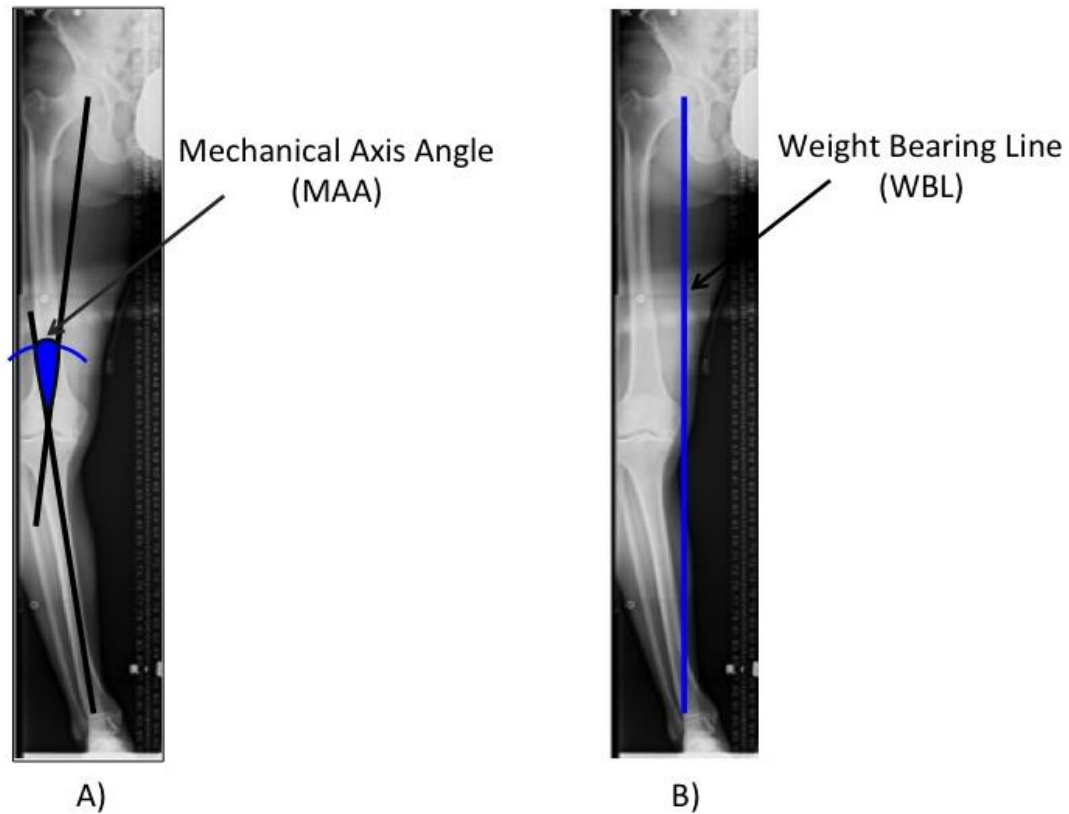 Mechanical Axis Angle
(MAA)
Weight Bearing Line
(WBL)
A)
B)